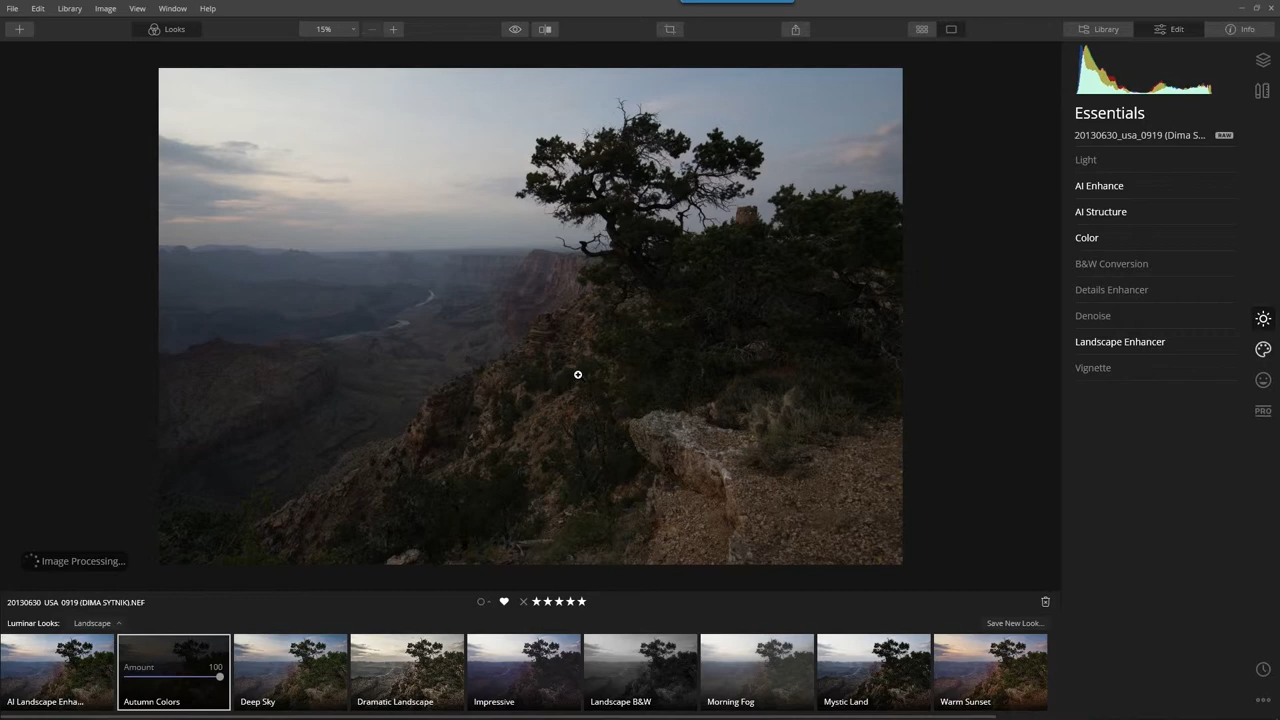 File Edit Library Image View Window Help
Looks 15% Library Edit Info
Essentials
20130630_usa_0919 (Dima S... RAW
Light
AI Enhance
AI Structure
Color
B&W Conversion
Details Enhancer
Denoise
Landscape Enhancer
Vignette
PRO
Image Processing...
20130630_USA_0919 (DIMA SYTNIK).NEF
Luminar Looks: Landscape Save New Look...
Amount 100
AI Landscape Enha... Autumn Colors Deep Sky Dramatic Landscape Impressive Landscape B&W Morning Fog Mystic Land Warm Sunset